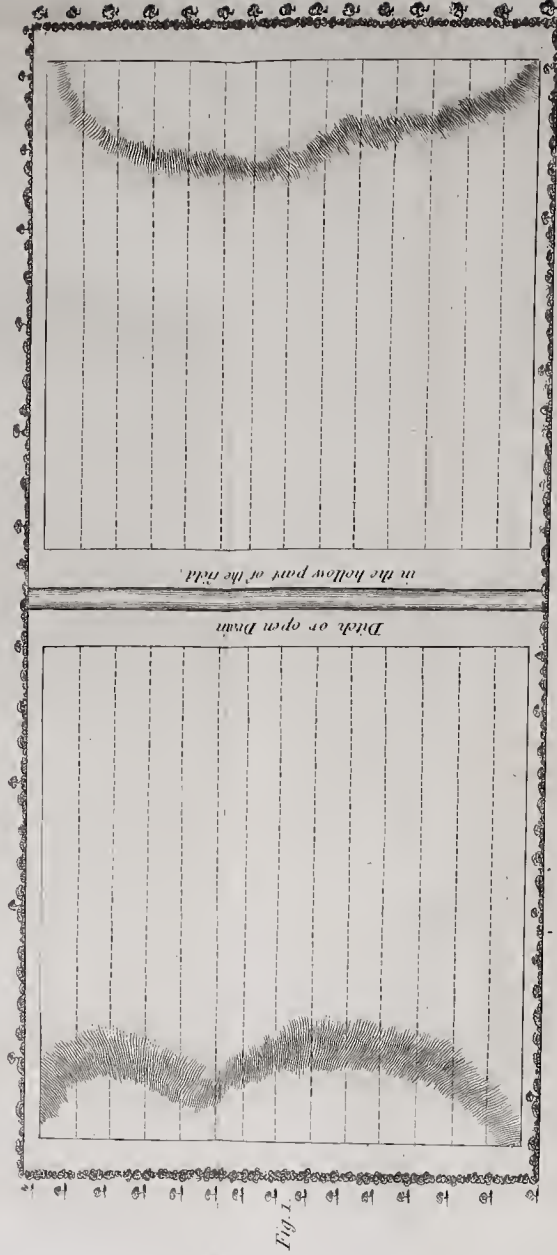 Fig. 1.
Ditch or open Drain
in the hollow part of the field.